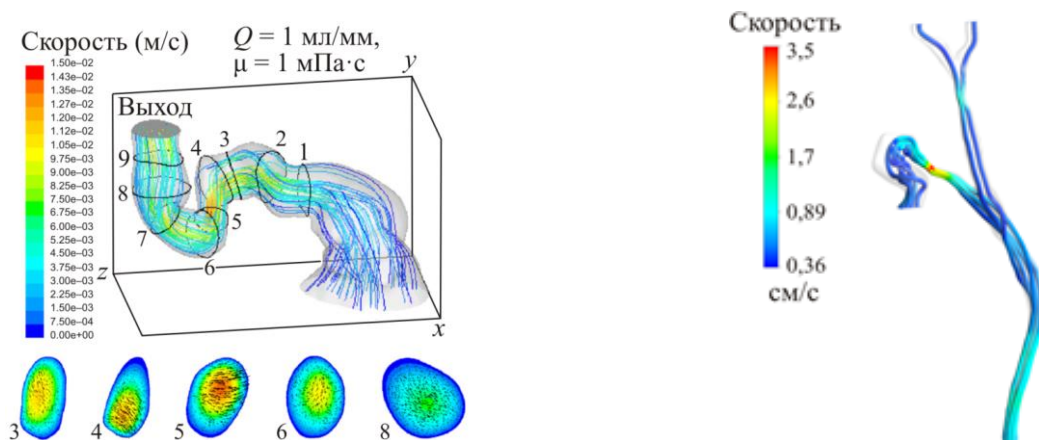 Скорость (м/с)
1.50e–02
1.43e–02
1.35e–02
1.27e–02
1.20e–02
1.12e–02
1.05e–02
9.75e–03
9.00e–03
8.25e–03
7.50e–03
6.75e–03
6.00e–03
5.25e–03
4.50e–03
3.75e–03
3.00e–03
2.25e–03
1.50e–03
7.50e–04
0.00e+00
Q = 1 мл/мм,
μ = 1 мПа·с
y
Выход
4
3
2
1
9
8
7
5
6
z
x
3
4
5
6
8
Скорость
3,5
2,6
1,7
0,89
0,36
см/с